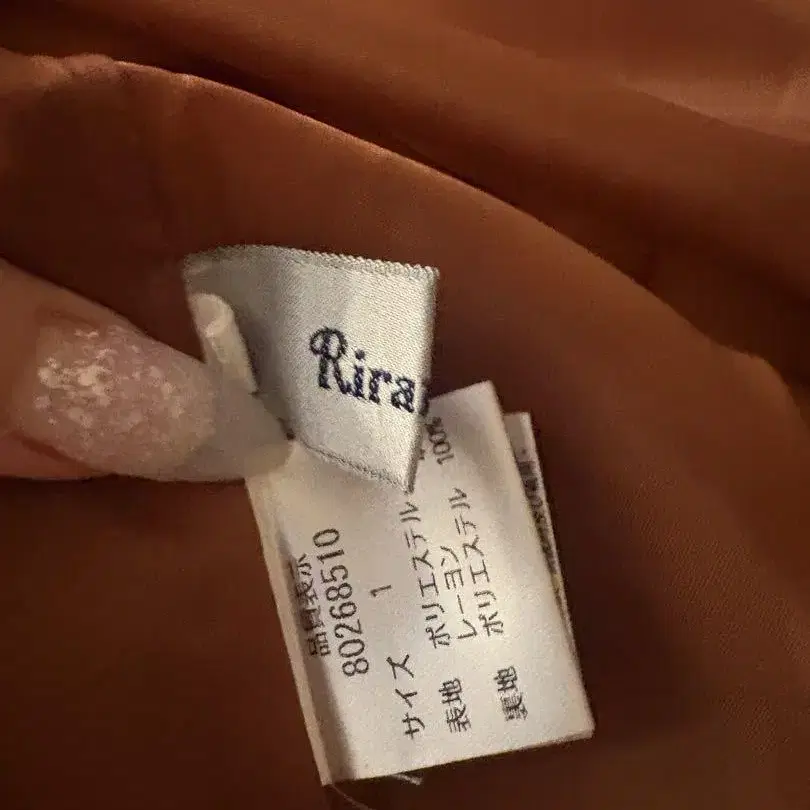 Rira
品質表示
80268510
サイズ 1
表地 ポリエステル
レーヨン
裏地 ポリエステル 100%